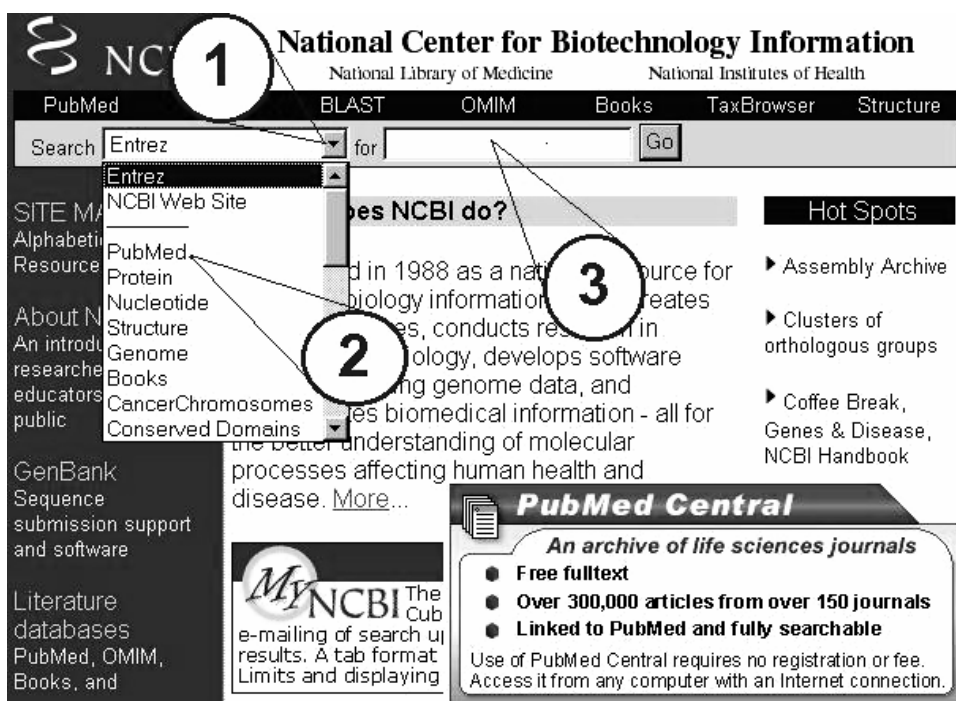 NC
1
National Center for Biotechnology Information
National Library of Medicine National Institutes of Health
PubMed BLAST OMIM Books TaxBrowser Structure
Search Entrez for Go
Entrez
NCBI Web Site
PubMed
Protein
Nucleotide
Structure
Genome
Books
CancerChromosomes
Conserved Domains
2
3
SITE MA
Alphabeti
Resource
About N
An introdu
researche
educators
public
GenBank
Sequence
submission support
and software
Literature
databases
PubMed, OMIM,
Books, and
oes NCBI do?
d in 1988 as a na ource for
biology information reates
es, conducts res n in
ology, develops software
ng genome data, and
tes biomedical information - all for
the better understanding of molecular
processes affecting human health and
disease. More...
Hot Spots
Assembly Archive
Clusters of
orthologous groups
Coffee Break,
Genes & Disease,
NCBI Handbook
My NCBI The
Cub
e-mailing of search up
results. A tab format
Limits and displaying
PubMed Central
An archive of life sciences journals
Free fulltext
Over 300,000 articles from over 150 journals
Linked to PubMed and fully searchable
Use of PubMed Central requires no registration or fee.
Access it from any computer with an Internet connection.